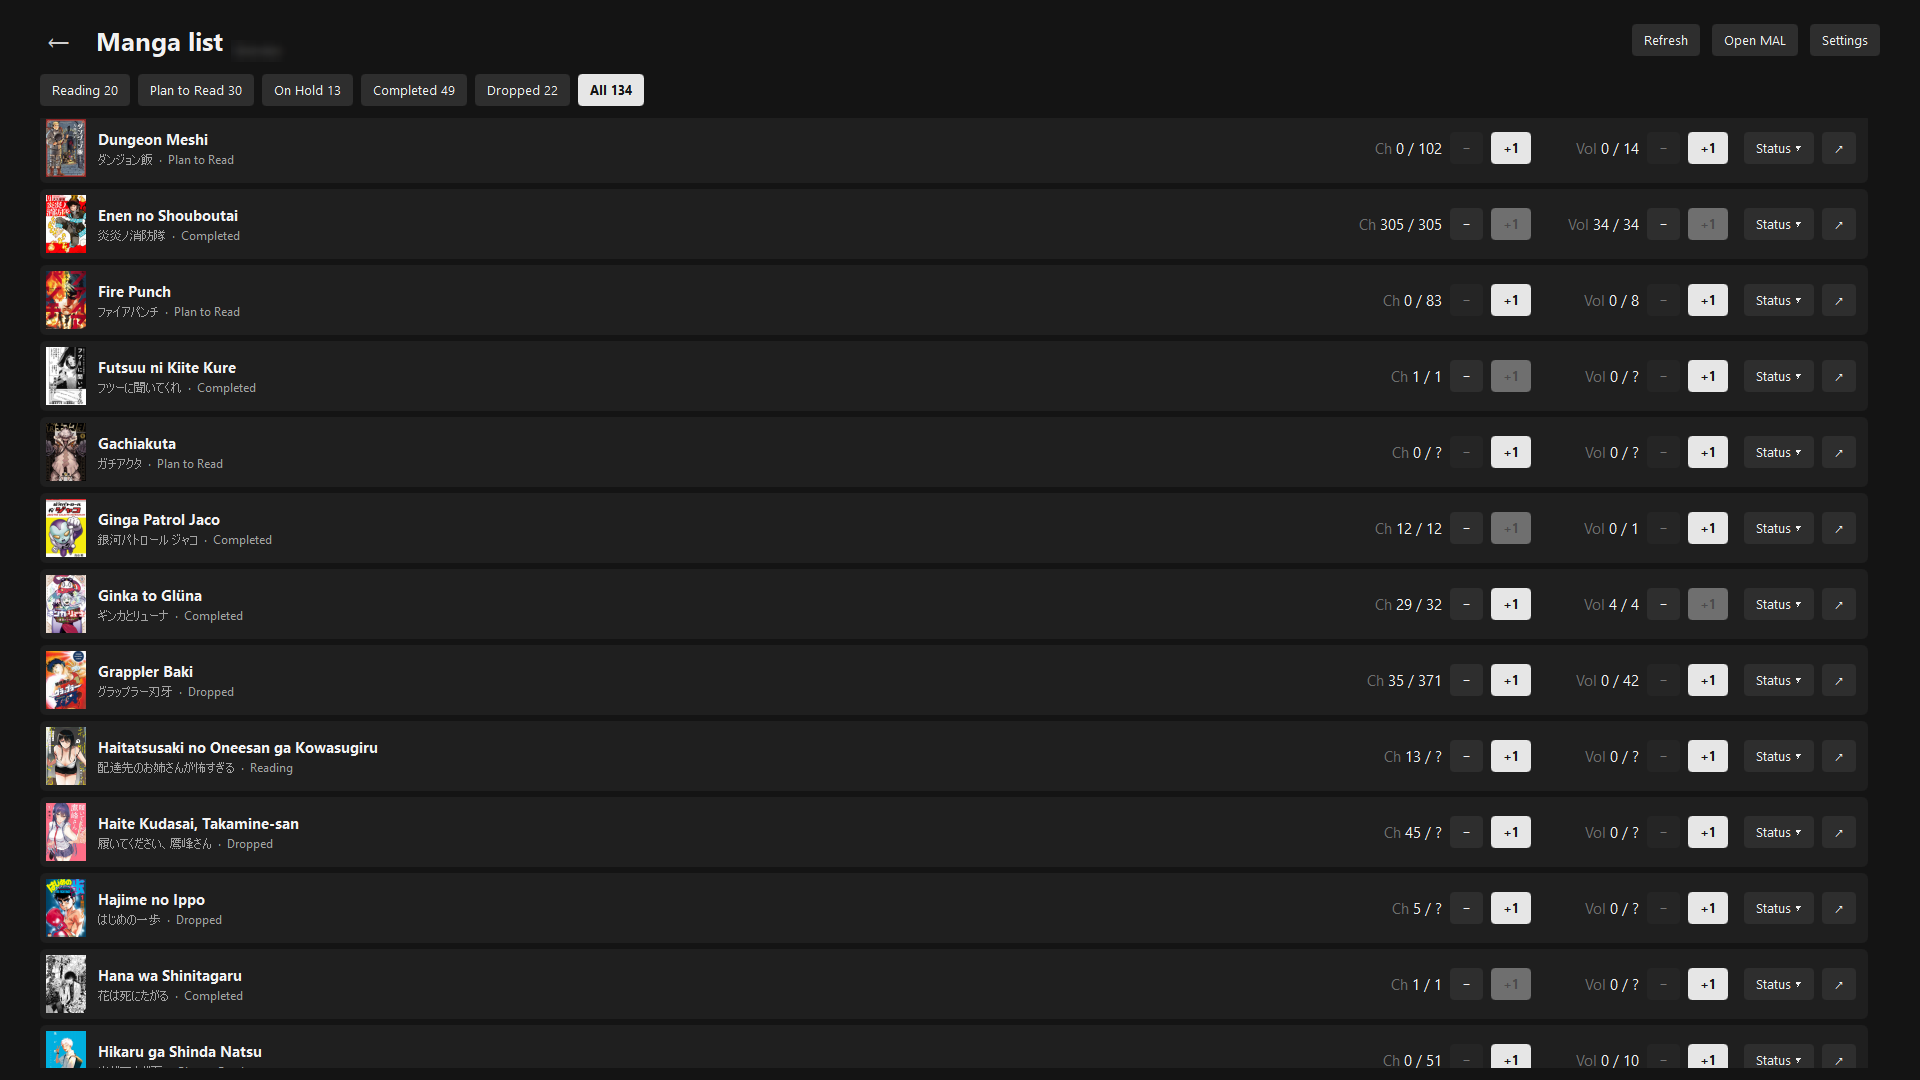 ← Manga list
Refresh Open MAL Settings
Reading 20 Plan to Read 30 On Hold 13 Completed 49 Dropped 22 All 134
Dungeon Meshi
ダンジョン飯 · Plan to Read
Ch 0 / 102 − +1 Vol 0 / 14 − +1 Status ▾ ↗
Enen no Shouboutai
炎炎ノ消防隊 · Completed
Ch 305 / 305 − +1 Vol 34 / 34 − +1 Status ▾ ↗
Fire Punch
ファイアパンチ · Plan to Read
Ch 0 / 83 − +1 Vol 0 / 8 − +1 Status ▾ ↗
Futsuu ni Kiite Kure
フツーに聞いてくれ · Completed
Ch 1 / 1 − +1 Vol 0 / ? − +1 Status ▾ ↗
Gachiakuta
ガチアクタ · Plan to Read
Ch 0 / ? − +1 Vol 0 / ? − +1 Status ▾ ↗
Ginga Patrol Jaco
銀河パトロール ジャコ · Completed
Ch 12 / 12 − +1 Vol 0 / 1 − +1 Status ▾ ↗
Ginka to Glüna
ギンカとリューナ · Completed
Ch 29 / 32 − +1 Vol 4 / 4 − +1 Status ▾ ↗
Grappler Baki
グラップラー刃牙 · Dropped
Ch 35 / 371 − +1 Vol 0 / 42 − +1 Status ▾ ↗
Haitatsusaki no Oneesan ga Kowasugiru
配達先のお姉さんが怖すぎる · Reading
Ch 13 / ? − +1 Vol 0 / ? − +1 Status ▾ ↗
Haite Kudasai, Takamine-san
履いてください、鷹峰さん · Dropped
Ch 45 / ? − +1 Vol 0 / ? − +1 Status ▾ ↗
Hajime no Ippo
はじめの一歩 · Dropped
Ch 5 / ? − +1 Vol 0 / ? − +1 Status ▾ ↗
Hana wa Shinitagaru
花は死にたがる · Completed
Ch 1 / 1 − +1 Vol 0 / ? − +1 Status ▾ ↗
Hikaru ga Shinda Natsu
Ch 0 / 51 − +1 Vol 0 / 10 − +1 Status ▾ ↗